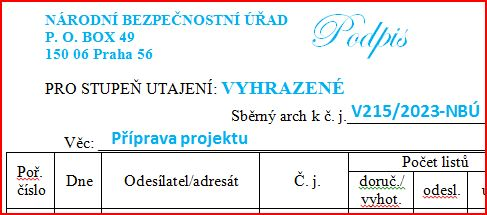 NÁRODNÍ BEZPEČNOSTNÍ ÚŘAD
P. O. BOX 49
150 06 Praha 56
Podpis
PRO STUPEŇ UTAJENÍ: VYHRAZENÉ
Sběrný arch k č. j. V215/2023-NBÚ
Věc: Příprava projektu
Poř. číslo
Dne
Odesílatel/adresát
Č. j.
Počet listů
doruč./
vyhot.
odesl.